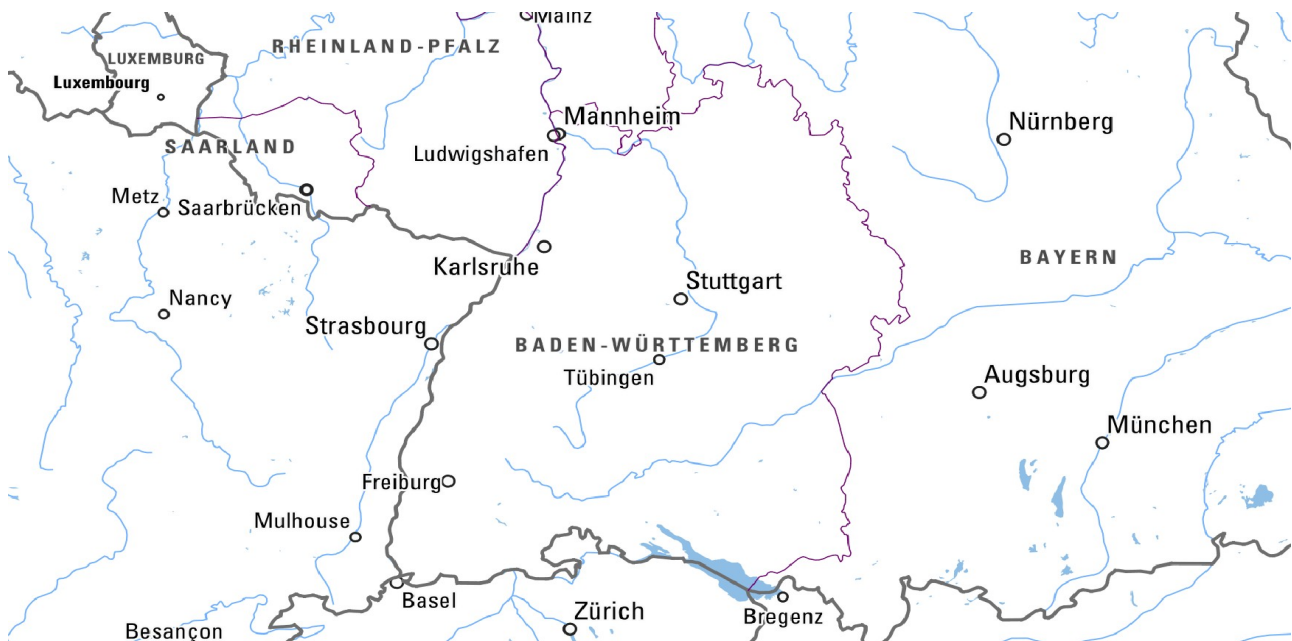 Mainz
RHEINLAND-PFALZ
LUXEMBURG
Luxembourg
Mannheim
Nürnberg
SAARLAND
Ludwigshafen
Metz
Saarbrücken
BAYERN
Karlsruhe
Stuttgart
Nancy
Strasbourg
BADEN-WÜRTTEMBERG
Tübingen
Augsburg
München
Freiburg
Mulhouse
Basel
Zürich
Bregenz
Besançon